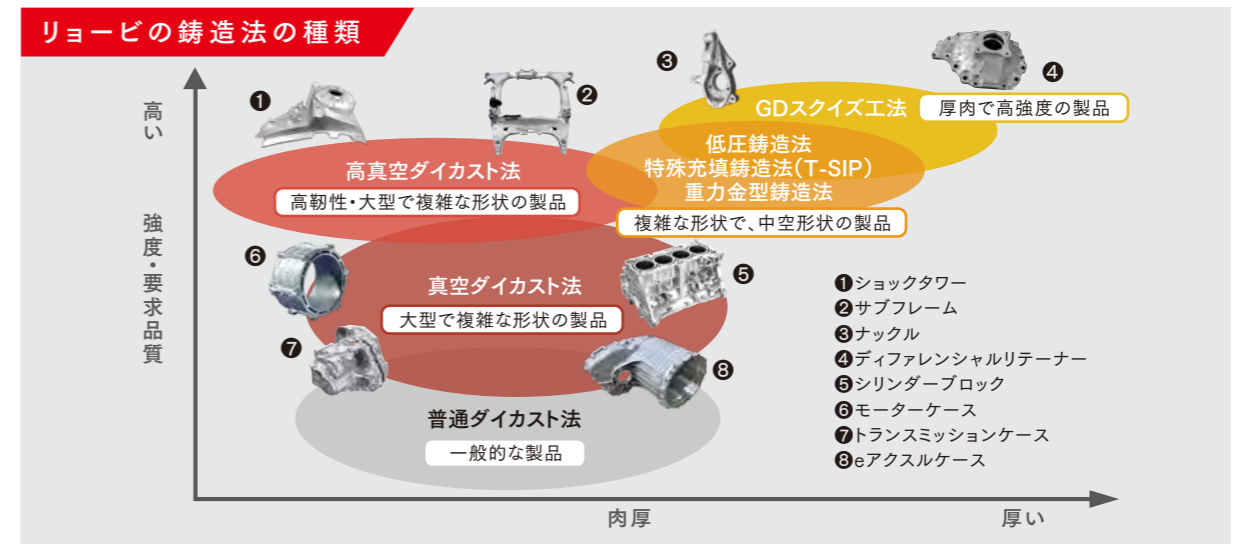 リョービの鋳造法の種類
高い
強度・要求品質
❶
❷
❸
❹
GDスクイズ工法
厚肉で高強度の製品
低圧鋳造法
特殊充填鋳造法(T-SIP)
重力金型鋳造法
複雑な形状で、中空形状の製品
高真空ダイカスト法
高靭性・大型で複雑な形状の製品
❻
❺
真空ダイカスト法
大型で複雑な形状の製品
❼
❽
普通ダイカスト法
一般的な製品
❶ショックタワー
❷サブフレーム
❸ナックル
❹ディファレンシャルリテーナー
❺シリンダーブロック
❻モーターケース
❼トランスミッションケース
❽eアクスルケース
肉厚
厚い